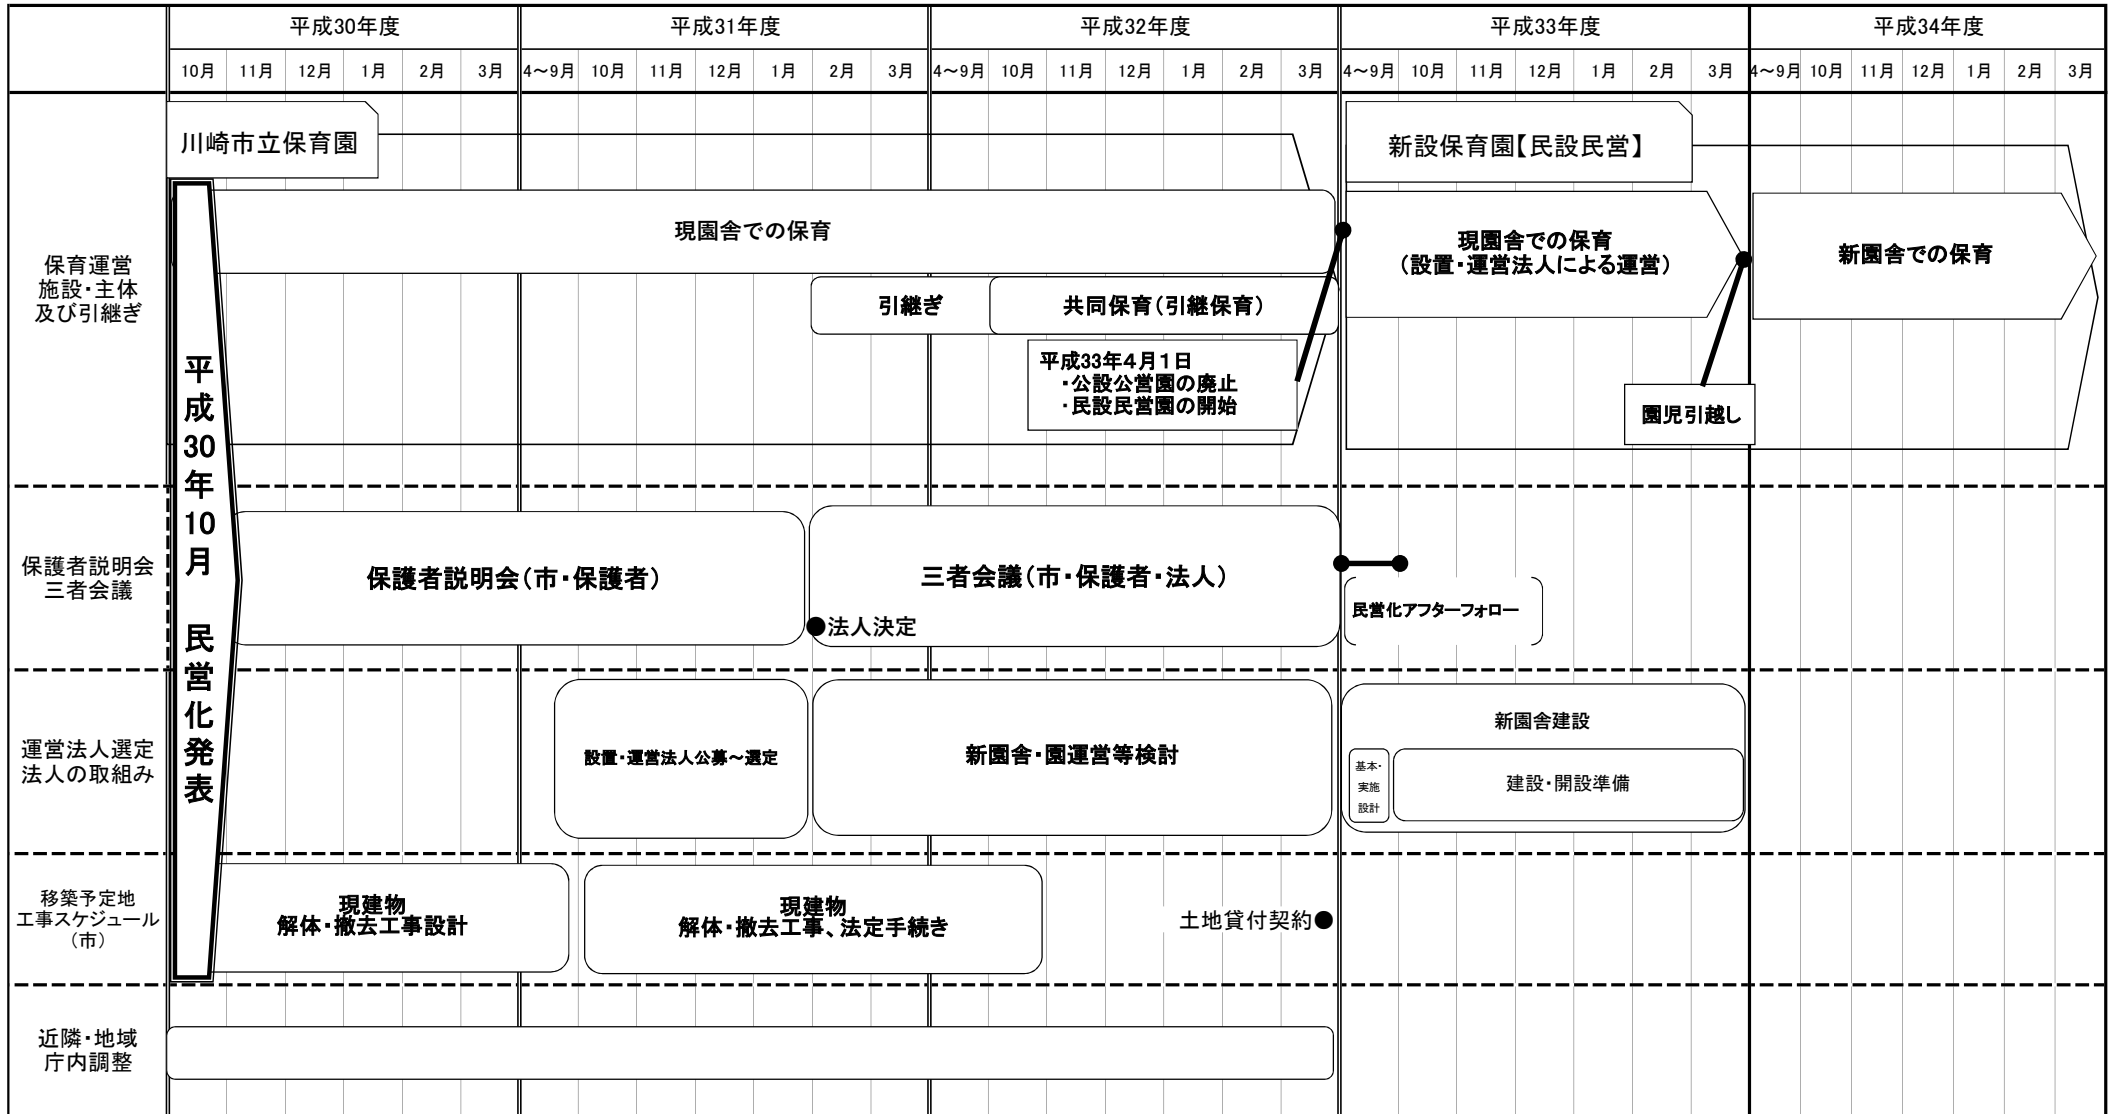 平成30年度
平成31年度
平成32年度
平成33年度
平成34年度
10月 11月 12月 1月 2月 3月 4～9月 10月 11月 12月 1月 2月 3月 4～9月 10月 11月 12月 1月 2月 3月 4～9月 10月 11月 12月 1月 2月 3月 4～9月 10月 11月 12月 1月 2月 3月
保育運営
施設・主体
及び引継ぎ
川崎市立保育園
現園舎での保育
引継ぎ
共同保育（引継保育）
平成33年４月１日
・公設公営園の廃止
・民設民営園の開始
新設保育園【民設民営】
現園舎での保育
（設置・運営法人による運営）
園児引越し
新園舎での保育
平成30年10月　民営化発表
保護者説明会
三者会議
保護者説明会（市・保護者）
三者会議（市・保護者・法人）
●法人決定
民営化アフターフォロー
運営法人選定
法人の取組み
設置・運営法人公募～選定
新園舎・園運営等検討
新園舎建設
基本・
実施
設計
建設・開設準備
移築予定地
工事スケジュール
（市）
現建物
解体・撤去工事設計
現建物
解体・撤去工事、法定手続き
土地貸付契約●
近隣・地域
庁内調整